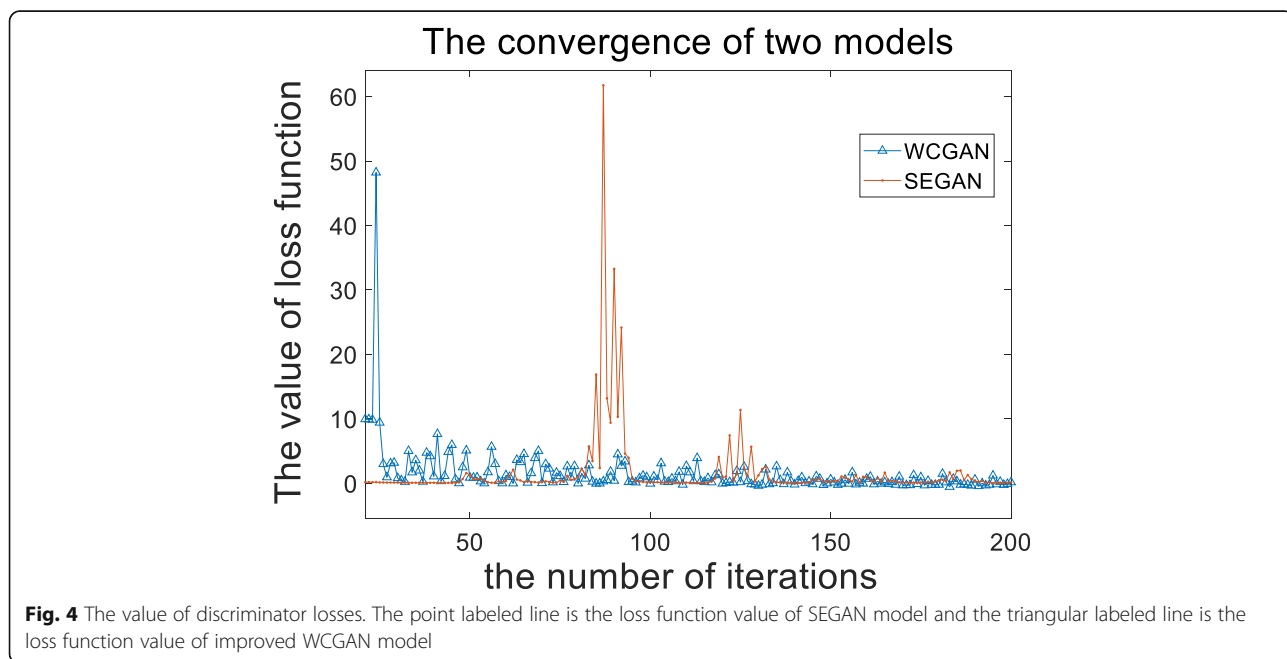 The convergence of two models
The value of loss function
60
50
40
30
20
10
0
WCGAN
SEGAN
50
100
150
200
the number of iterations
Fig. 4 The value of discriminator losses. The point labeled line is the loss function value of SEGAN model and the triangular labeled line is the
loss function value of improved WCGAN model